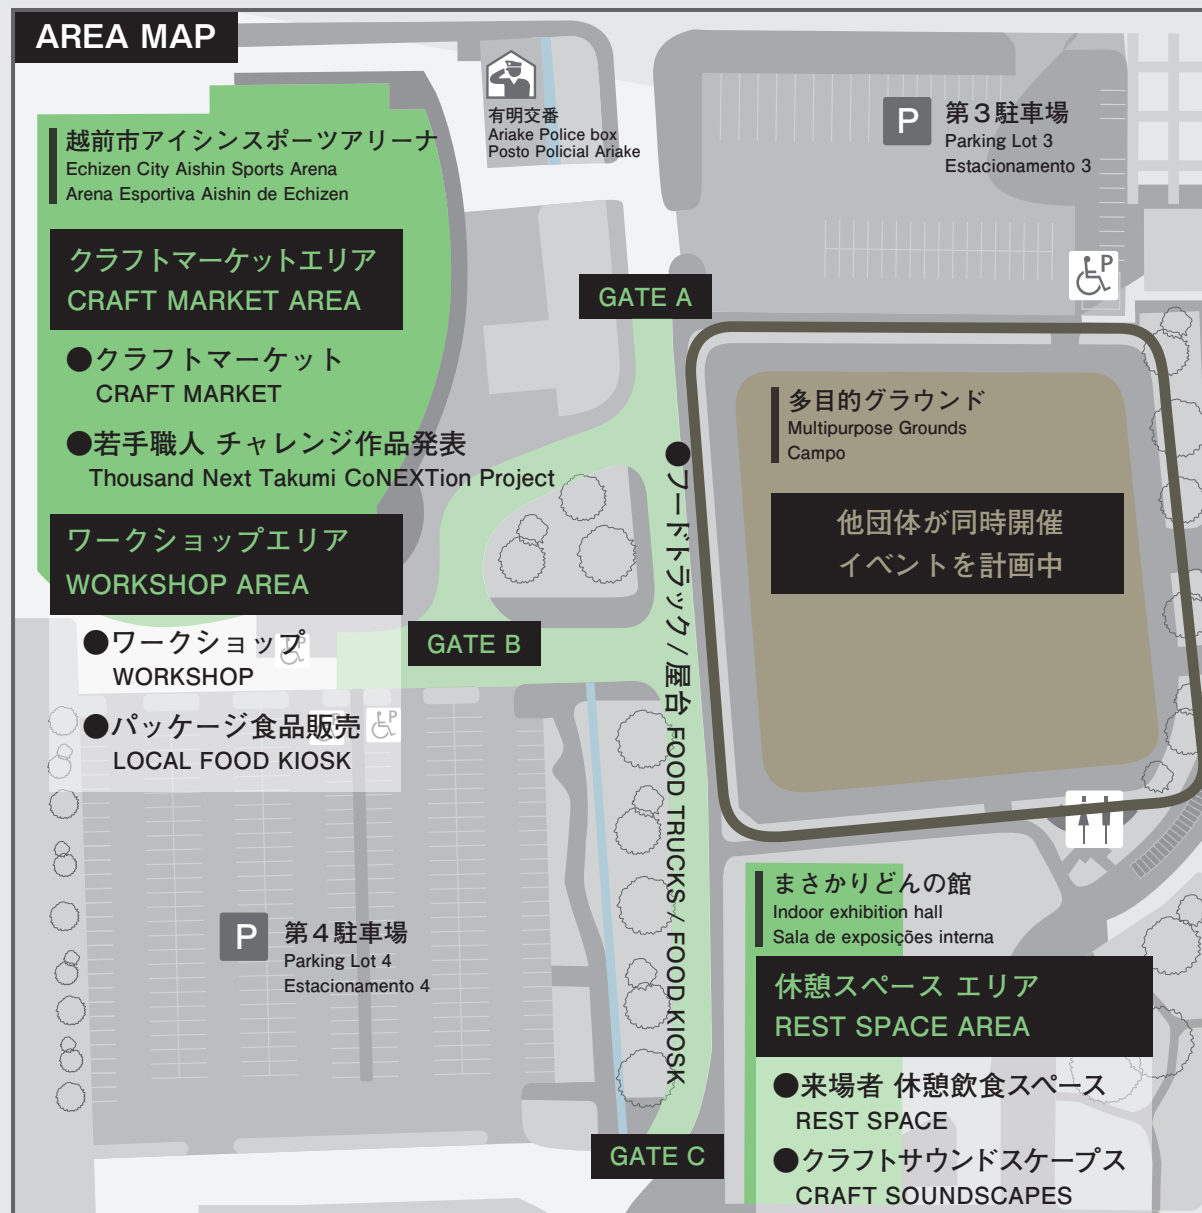 AREA MAP
有明交番
Ariake Police box
Posto Policial Ariake
P
第3駐車場
Parking Lot 3
Estacionamento 3
越前市アイシンスポーツアリーナ
Echizen City Aishin Sports Arena
Arena Esportiva Aishin de Echizen
クラフトマーケットエリア
CRAFT MARKET AREA
●クラフトマーケット
CRAFT MARKET
●若手職人 チャレンジ作品発表
Thousand Next Takumi CoNEXTion Project
ワークショップエリア
WORKSHOP AREA
●ワークショップ
WORKSHOP
●パッケージ食品販売
LOCAL FOOD KIOSK
P
P
P
P
GATE A
GATE B
●フードトラック / 屋台 FOOD TRUCKS / FOOD KIOSK
多目的グラウンド
Multipurpose Grounds
Campo
他団体が同時開催
イベントを計画中
P
第4駐車場
Parking Lot 4
Estacionamento 4
まさかりどんの館
Indoor exhibition hall
Sala de exposições interna
休憩スペース エリア
REST SPACE AREA
●来場者 休憩飲食スペース
REST SPACE
●クラフトサウンドスケープス
CRAFT SOUNDSCAPES
GATE C